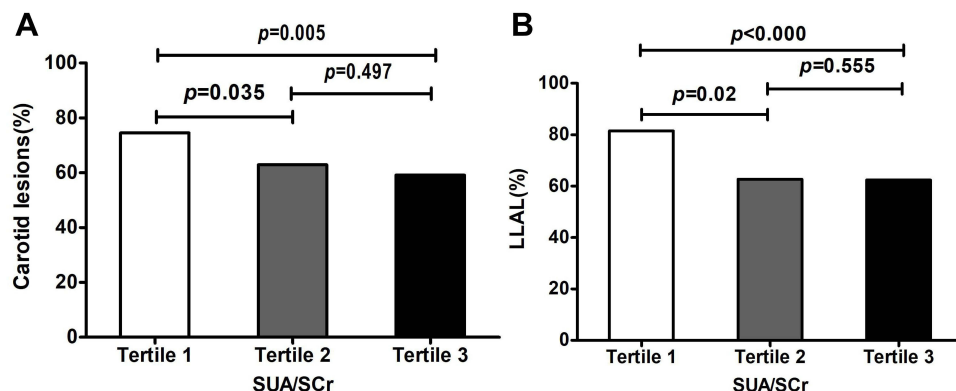 A
p=0.005
p=0.497
p=0.035
Carotid lesions(%)
100
80
60
40
20
0
Tertile 1 Tertile 2 Tertile 3
SUA/SCr
B
p<0.000
p=0.555
p=0.02
LLAL(%)
100
80
60
40
20
0
Tertile 1 Tertile 2 Tertile 3
SUA/SCr